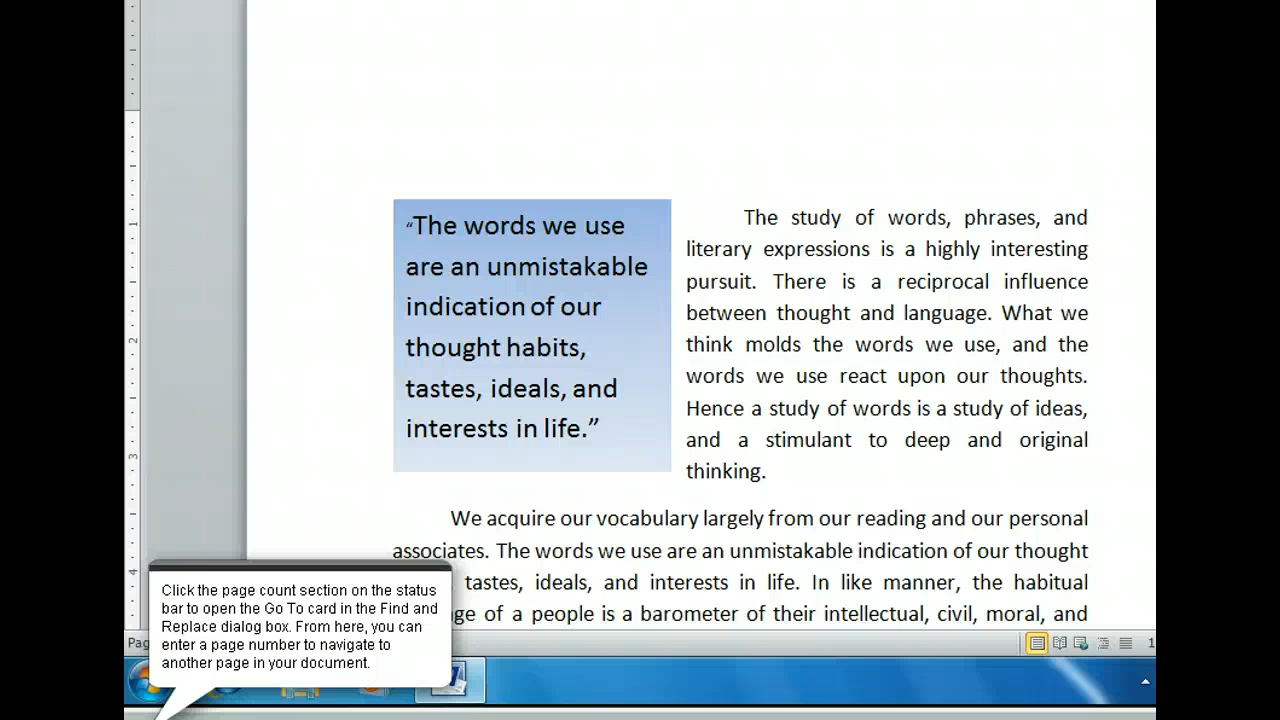 “The words we use
are an unmistakable
indication of our
thought habits,
tastes, ideals, and
interests in life.”
The study of words, phrases, and
literary expressions is a highly interesting
pursuit. There is a reciprocal influence
between thought and language. What we
think molds the words we use, and the
words we use react upon our thoughts.
Hence a study of words is a study of ideas,
and a stimulant to deep and original
thinking.
We acquire our vocabulary largely from our reading and our personal
associates. The words we use are an unmistakable indication of our thought
tastes, ideals, and interests in life. In like manner, the habitual
of a people is a barometer of their intellectual, civil, moral, and
Click the page count section on the status
bar to open the Go To card in the Find and
Replace dialog box. From here, you can
enter a page number to navigate to
another page in your document.
1
2
3
4